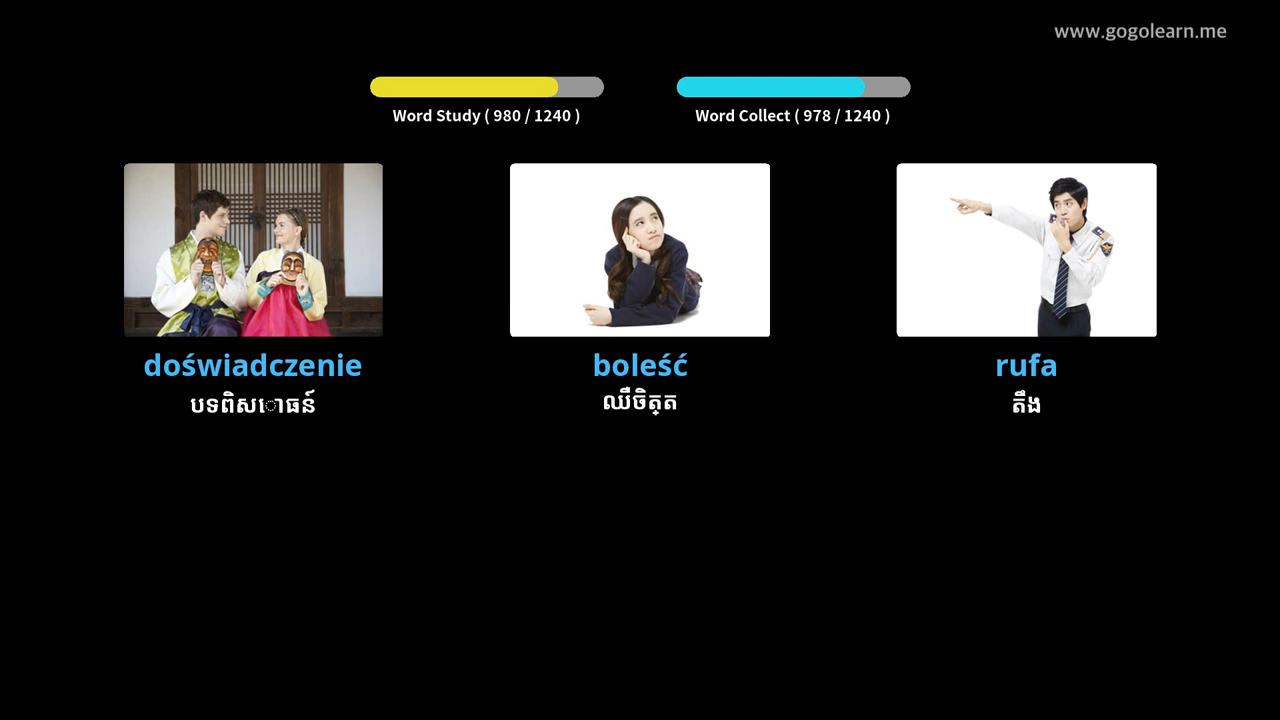 www.gogolearn.me
Word Study ( 980 / 1240 )
Word Collect ( 978 / 1240 )
doświadczenie
បទពិសោធន៍
boleść
ឈឺចិត្ត
rufa
តឹង